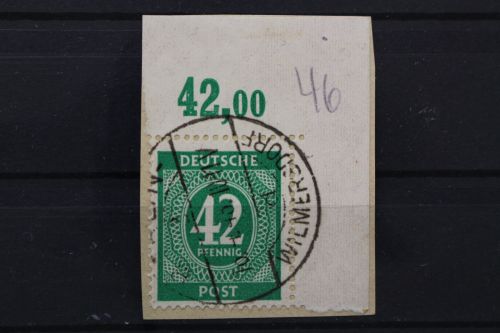 42.00
46
DEUTSCHE
42
PFENNIG
POST
WILMERSDORF